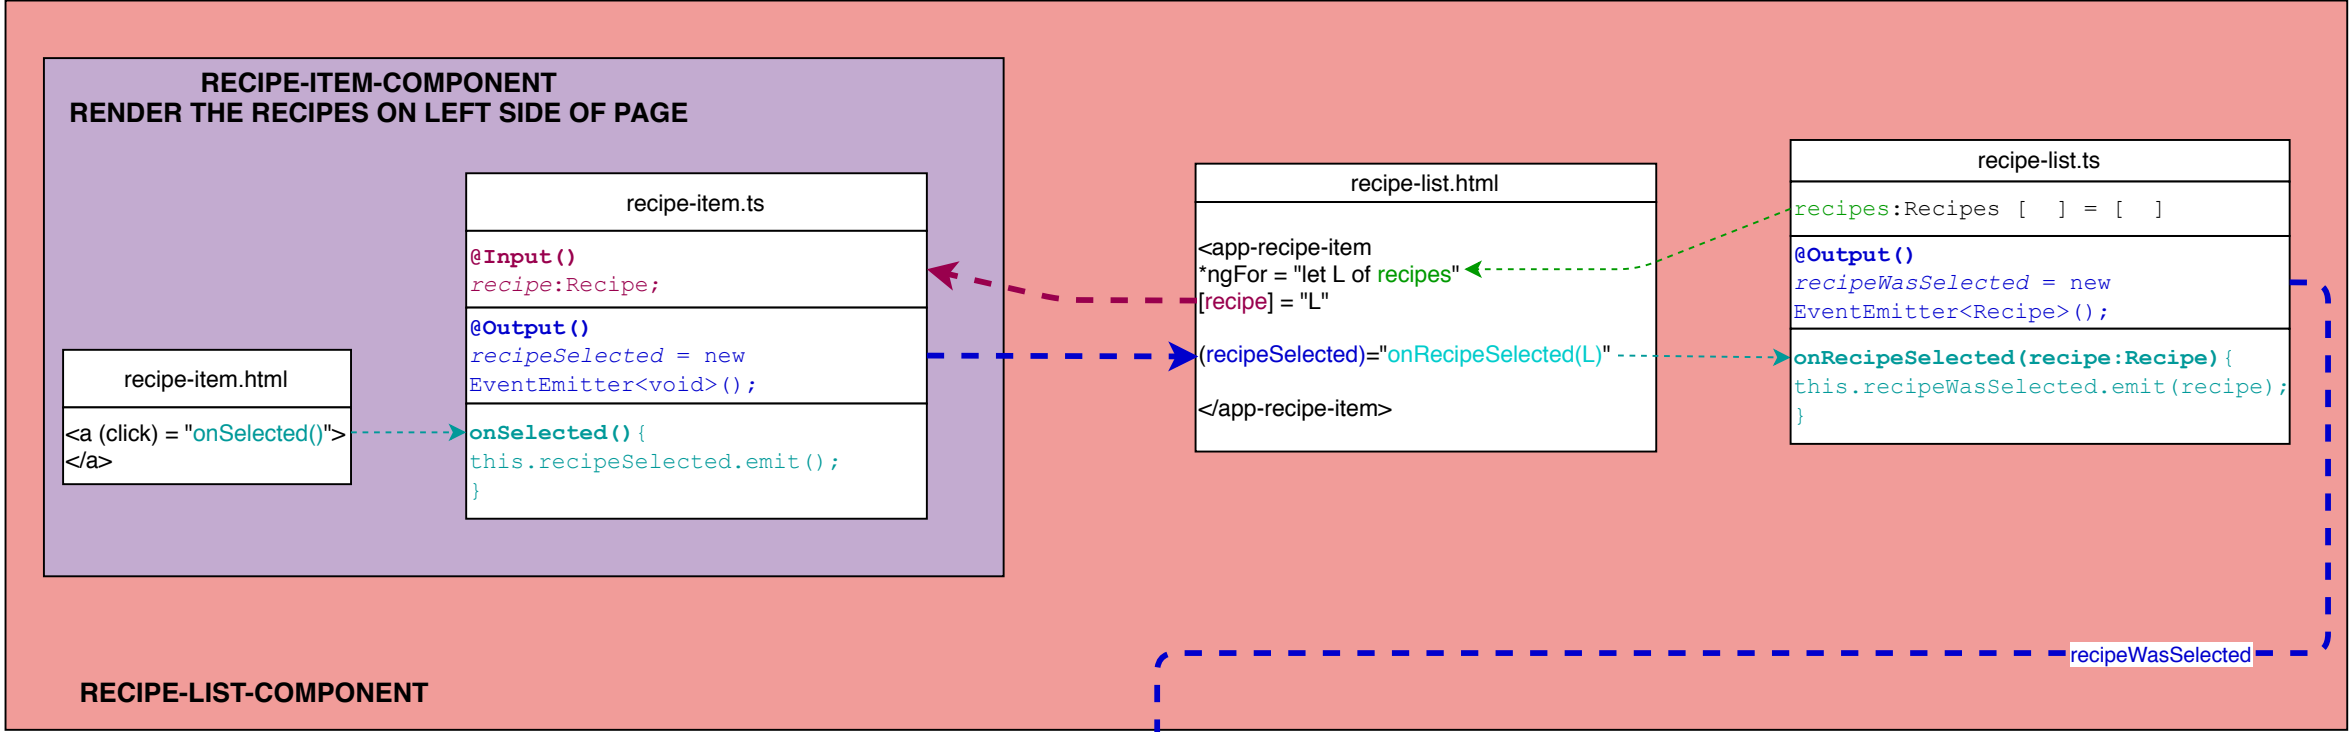 RECIPE-ITEM-COMPONENT
RENDER THE RECIPES ON LEFT SIDE OF PAGE
recipe-item.html
<a (click) = "onSelected()">
</a>
recipe-item.ts
@Input()
recipe:Recipe;
@Output()
recipeSelected = new
EventEmitter<void>();
onSelected(){
this.recipeSelected.emit();
}
recipe-list.html
<app-recipe-item
*ngFor = "let L of recipes"
[recipe] = "L"
(recipeSelected)="onRecipeSelected(L)"
</app-recipe-item>
recipe-list.ts
recipes:Recipes [ ] = [ ]
@Output()
recipeWasSelected = new
EventEmitter<Recipe>();
onRecipeSelected(recipe:Recipe){
this.recipeWasSelected.emit(recipe);
}
recipeWasSelected
RECIPE-LIST-COMPONENT